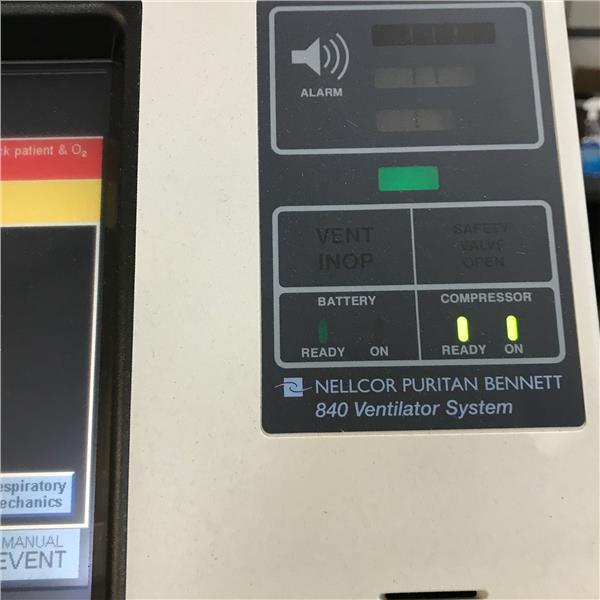 ck patient & O₂
ALARM
!!!
!!
!
VENT
INOP
SAFETY
VALVE
OPEN
BATTERY
READY ON
COMPRESSOR
READY ON
NELLCOR PURITAN BENNETT
840 Ventilator System
espiratory
echanics
MANUAL
EVENT